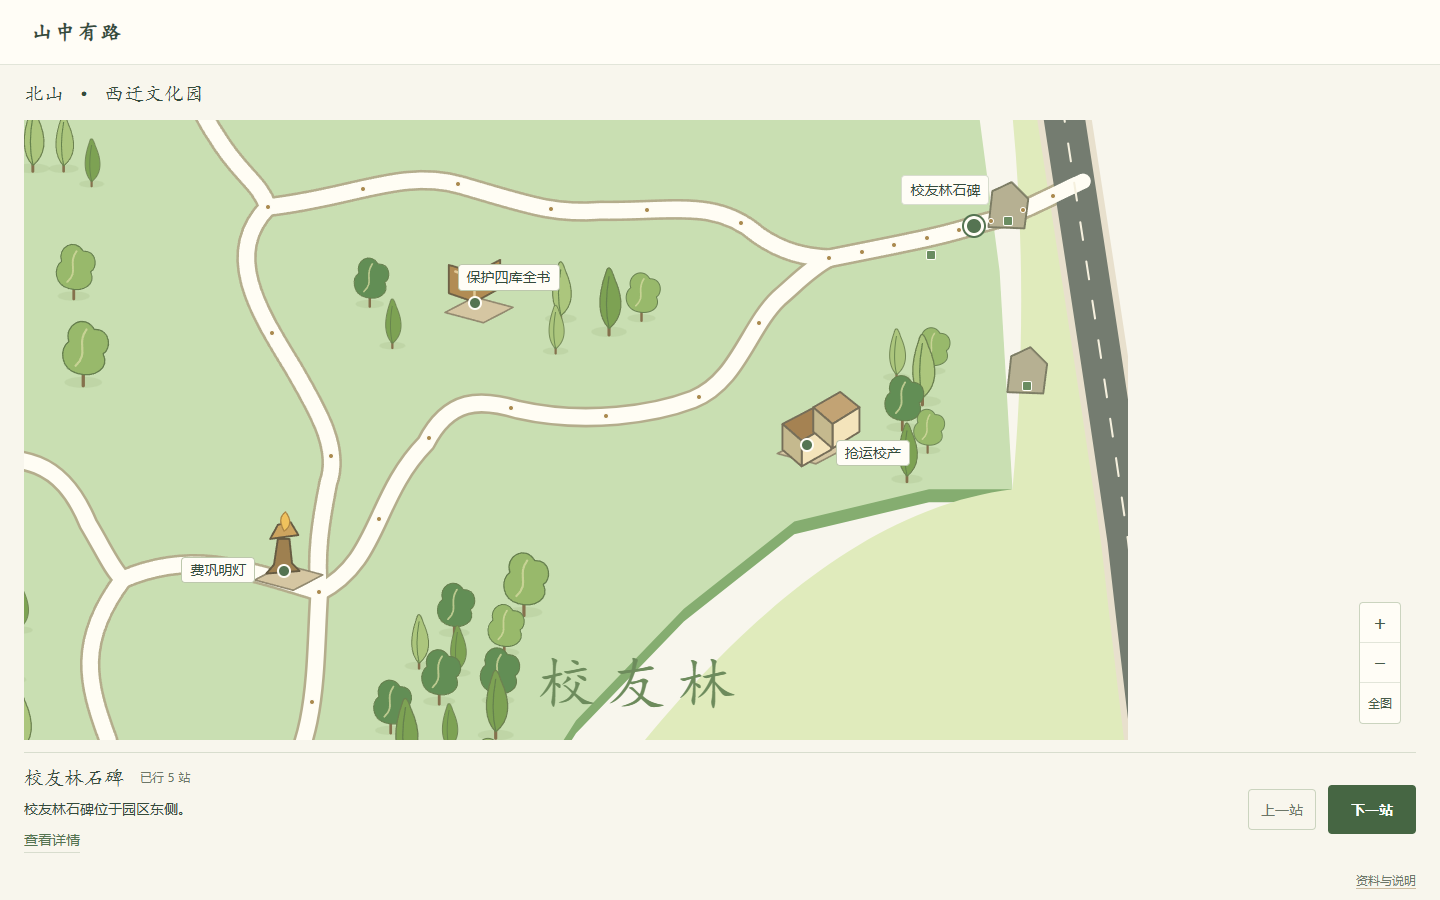 山中有路
北山 • 西迁文化园
校友林石碑
保护四库全书
抢运校产
费巩明灯
校友林
+
−
全图
校友林石碑 已行 5 站
校友林石碑位于园区东侧。
查看详情
上一站
下一站
资料与说明